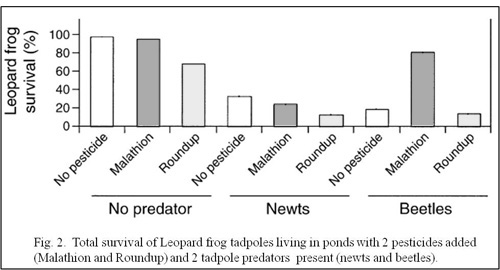 Leopard frog
survival (%)
100
80
60
40
20
0
No pesticide
Malathion
Roundup
No pesticide
Malathion
Roundup
No pesticide
Malathion
Roundup
No predator
Newts
Beetles
Fig. 2.  Total survival of Leopard frog tadpoles living in ponds with 2 pesticides added
(Malathion and Roundup) and 2 tadpole predators  present (newts and beetles).